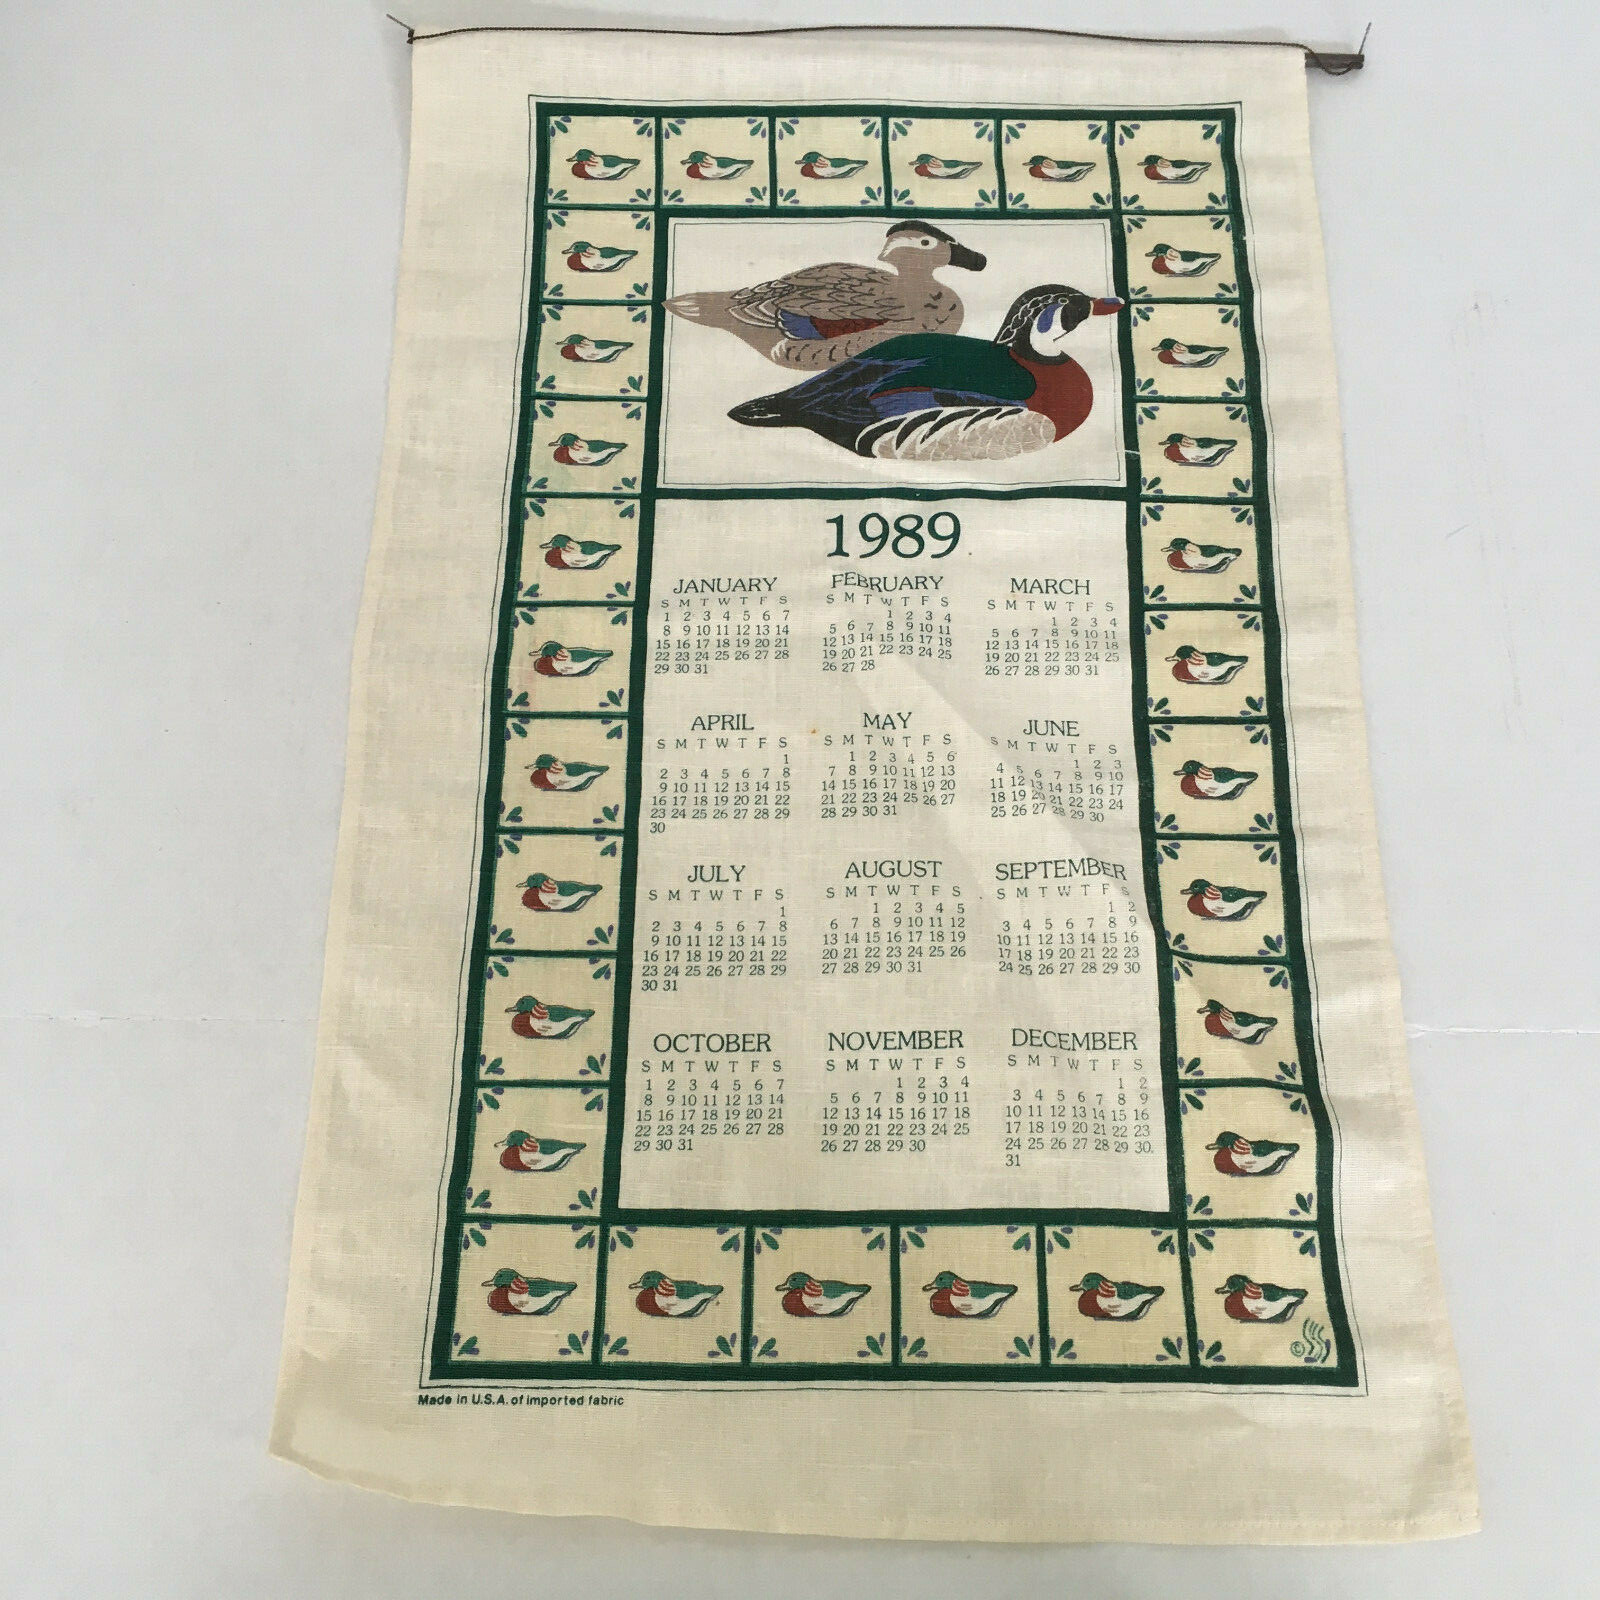 1989
JANUARY FEBRUARY MARCH
S M T W T F S S M T W T F S S M T W T F S
1 2 3 4 5 6 7 1 2 3 4 1 2 3 4
8 9 10 11 12 13 14 5 6 7 8 9 10 11 5 6 7 8 9 10 11
15 16 17 18 19 20 21 12 13 14 15 16 17 18 12 13 14 15 16 17 18
22 23 24 25 26 27 28 19 20 21 22 23 24 25 19 20 21 22 23 24 25
29 30 31 26 27 28 26 27 28 29 30 31
APRIL MAY JUNE
S M T W T F S S M T W T F S S M T W T F S
1 1 2 3 4 5 6 1 2 3
2 3 4 5 6 7 8 7 8 9 10 11 12 13 4 5 6 7 8 9 10
9 10 11 12 13 14 15 14 15 16 17 18 19 20 11 12 13 14 15 16 17
16 17 18 19 20 21 22 21 22 23 24 25 26 27 18 19 20 21 22 23 24
23 24 25 26 27 28 29 28 29 30 31 25 26 27 28 29 30
30
JULY AUGUST SEPTEMBER
S M T W T F S S M T W T F S S M T W T F S
1 1 2 3 4 5 1 2
2 3 4 5 6 7 8 6 7 8 9 10 11 12 3 4 5 6 7 8 9
9 10 11 12 13 14 15 13 14 15 16 17 18 19 10 11 12 13 14 15 16
16 17 18 19 20 21 22 20 21 22 23 24 25 26 17 18 19 20 21 22 23
23 24 25 26 27 28 29 27 28 29 30 31 24 25 26 27 28 29 30
30 31
OCTOBER NOVEMBER DECEMBER
S M T W T F S S M T W T F S S M T W T F S
1 2 3 4 5 6 7 1 2 3 4 1 2
8 9 10 11 12 13 14 5 6 7 8 9 10 11 3 4 5 6 7 8 9
15 16 17 18 19 20 21 12 13 14 15 16 17 18 10 11 12 13 14 15 16
22 23 24 25 26 27 28 19 20 21 22 23 24 25 17 18 19 20 21 22 23
29 30 31 26 27 28 29 30 24 25 26 27 28 29 30
31
©
Made in U.S.A. of imported fabric